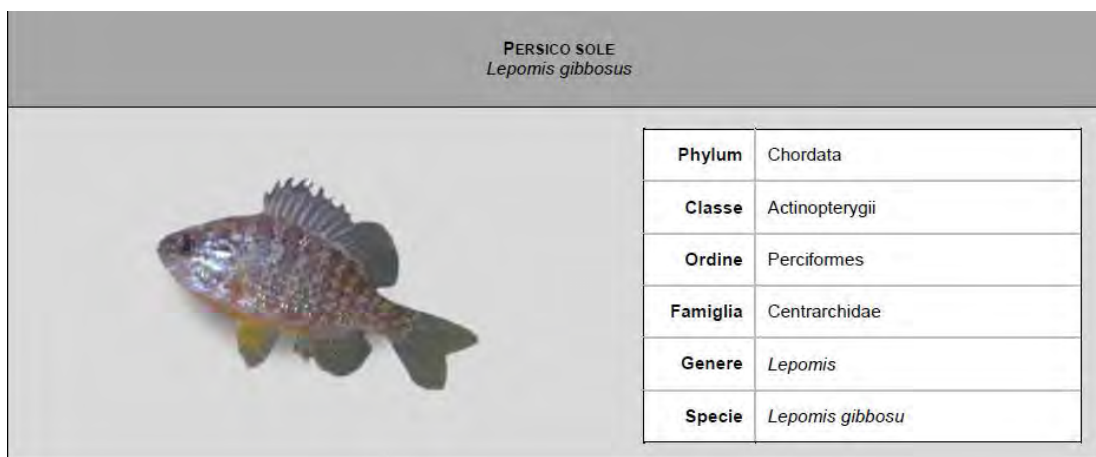 PERSICO SOLE
Lepomis gibbosus
Phylum Chordata
Classe Actinopterygii
Ordine Perciformes
Famiglia Centrarchidae
Genere Lepomis
Specie Lepomis gibbosu